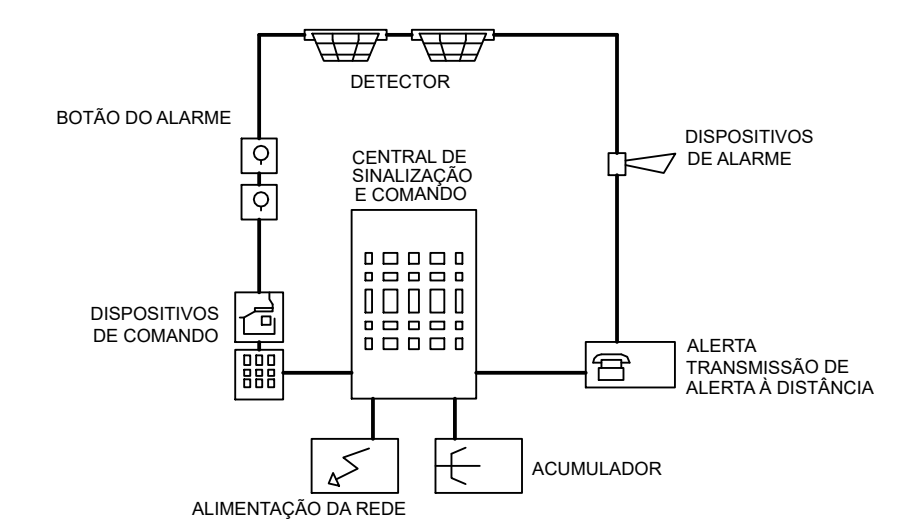 DETECTOR
BOTÃO DO ALARME
DISPOSITIVOS
DE ALARME
CENTRAL DE
SINALIZAÇÃO
E COMANDO
DISPOSITIVOS
DE COMANDO
ALERTA
TRANSMISSÃO DE
ALERTA À DISTÂNCIA
ACUMULADOR
ALIMENTAÇÃO DA REDE